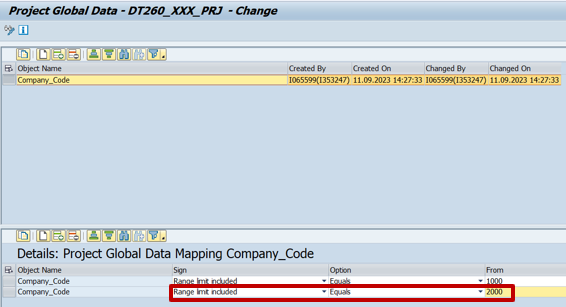 Project Global Data - DT260_XXX_PRJ - Change
Object Name Created By Created On Changed By Changed On
Company_Code I065599(I353247) 11.09.2023 14:27:33 I065599(I353247) 11.09.2023 14:27:33
Details: Project Global Data Mapping Company_Code
Object Name Sign Option From
Company_Code Range limit included Equals 1000
Company_Code Range limit included Equals 2000